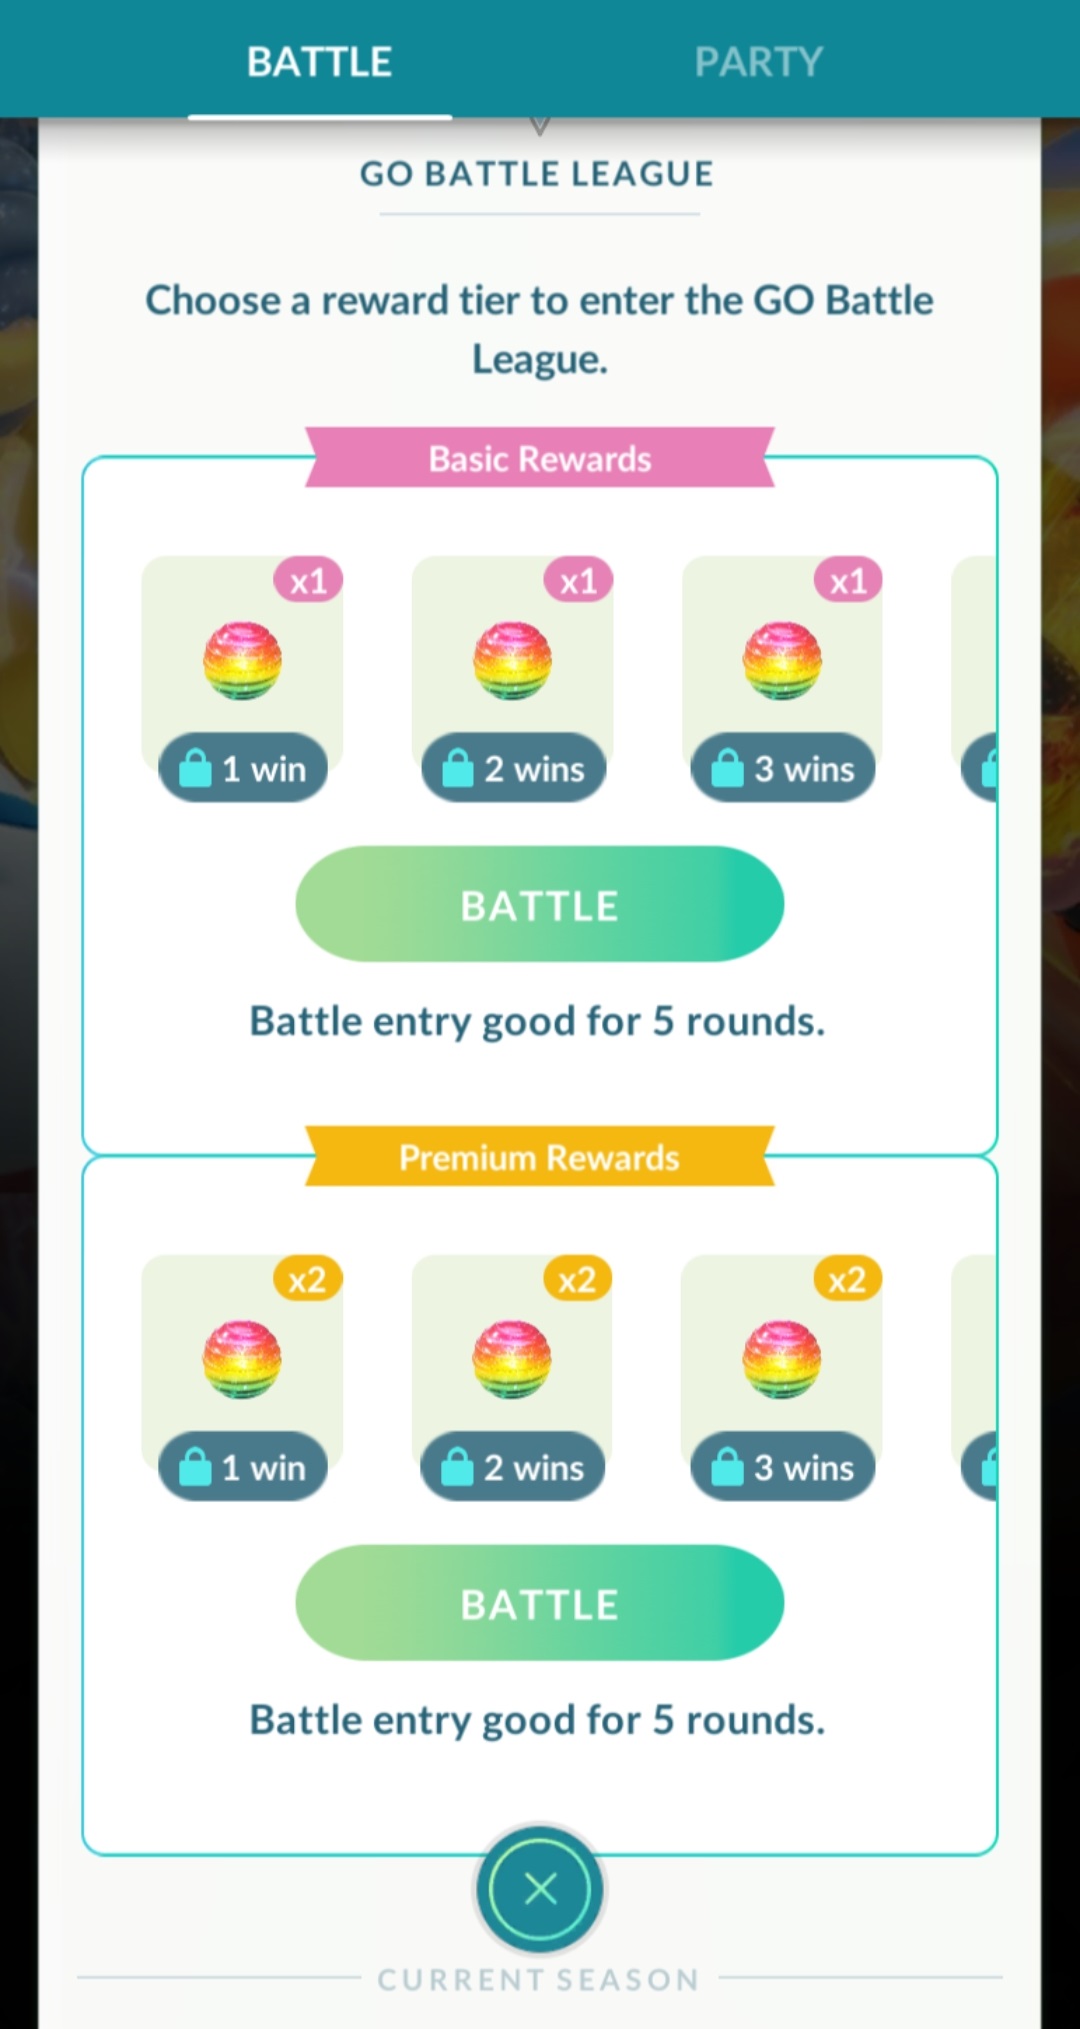 BATTLE
PARTY
GO BATTLE LEAGUE
Choose a reward tier to enter the GO Battle
League.
Basic Rewards
x1
x1
x1
1 win
2 wins
3 wins
BATTLE
Battle entry good for 5 rounds.
Premium Rewards
x2
x2
x2
1 win
2 wins
3 wins
BATTLE
Battle entry good for 5 rounds.
CURRENT SEASON